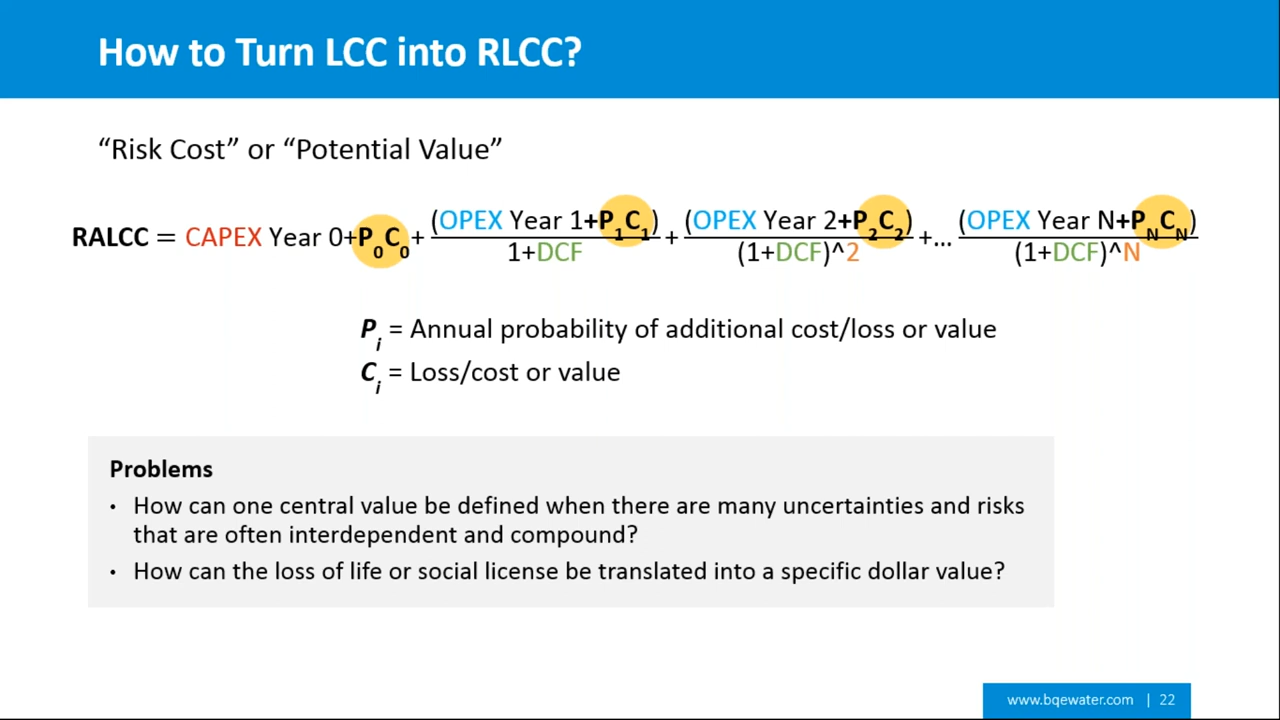 How to Turn LCC into RLCC?
“Risk Cost” or “Potential Value”
RALCC = CAPEX Year 0+P₀C₀ + (OPEX Year 1+P₁C₁)/1+DCF + (OPEX Year 2+P₂C₂)/(1+DCF)^2 +... (OPEX Year N+PₙCₙ)/(1+DCF)^N
Pᵢ = Annual probability of additional cost/loss or value
Cᵢ = Loss/cost or value
Problems
• How can one central value be defined when there are many uncertainties and risks
that are often interdependent and compound?
• How can the loss of life or social license be translated into a specific dollar value?
www.bqewater.com | 22